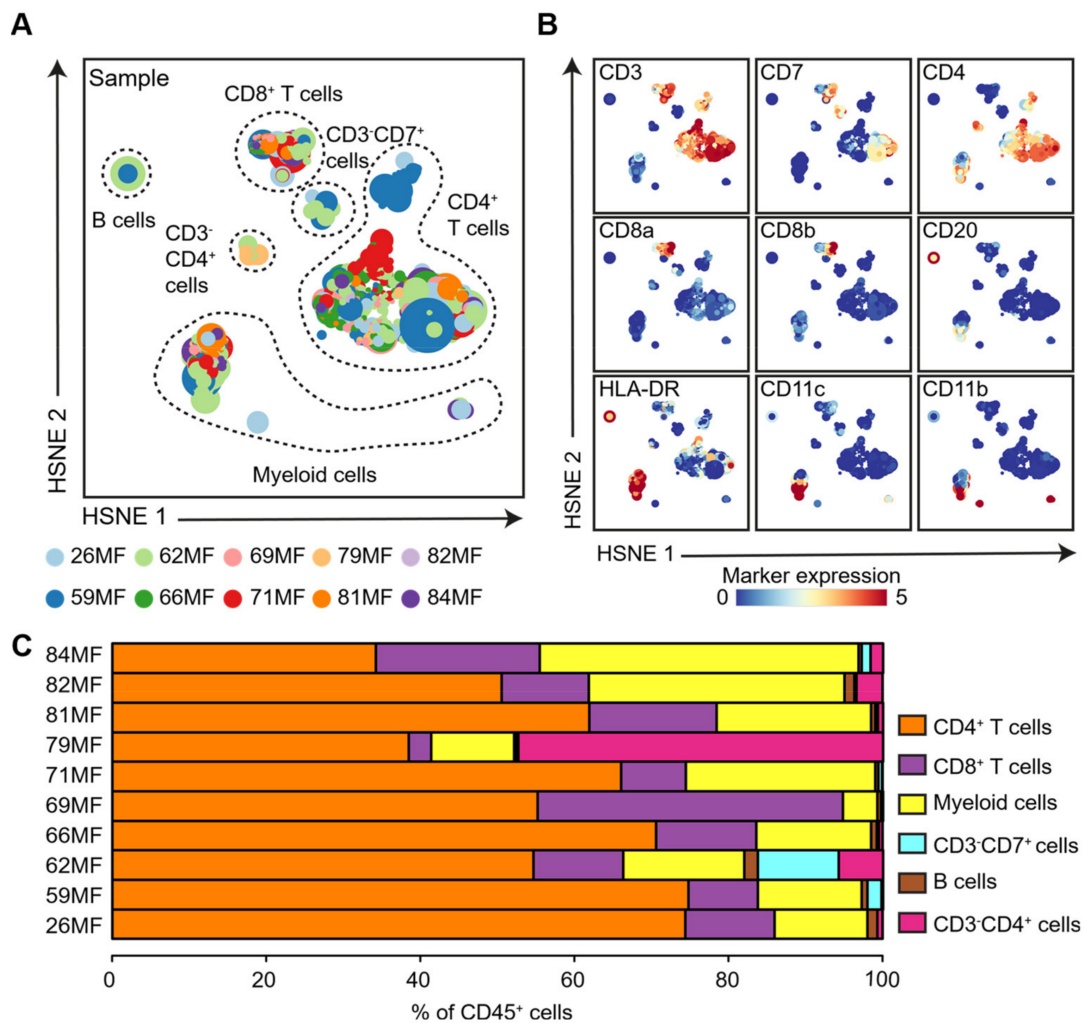 A
Sample
CD8⁺ T cells
CD3⁻CD7⁺
cells
CD4⁺
T cells
B cells
CD3⁻
CD4⁺
cells
Myeloid cells
HSNE 2
HSNE 1
26MF 62MF 69MF 79MF 82MF
59MF 66MF 71MF 81MF 84MF
B
CD3 CD7 CD4
CD8a CD8b CD20
HLA-DR CD11c CD11b
HSNE 2
HSNE 1
Marker expression
0 5
C
84MF
82MF
81MF
79MF
71MF
69MF
66MF
62MF
59MF
26MF
0 20 40 60 80 100
% of CD45⁺ cells
CD4⁺ T cells
CD8⁺ T cells
Myeloid cells
CD3⁻CD7⁺ cells
B cells
CD3⁻CD4⁺ cells